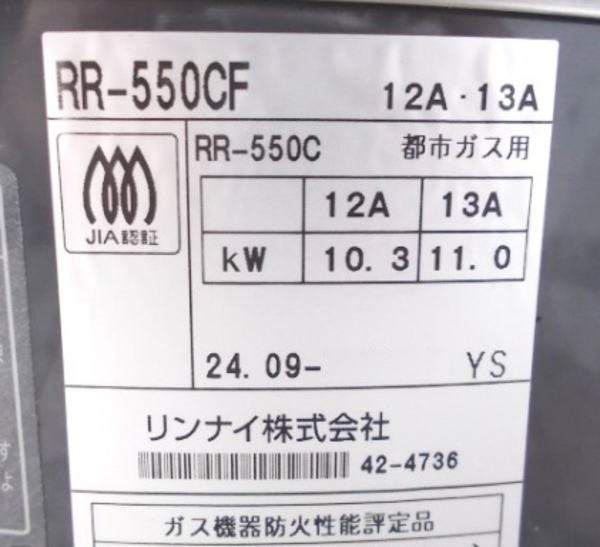 RR-550CF 12A・13A
JIA認証
RR-550C 都市ガス用
12A 13A
kW 10.3 11.0
24.09- YS
リンナイ株式会社
42-4736
ガス機器防火性能評定品
す
よ